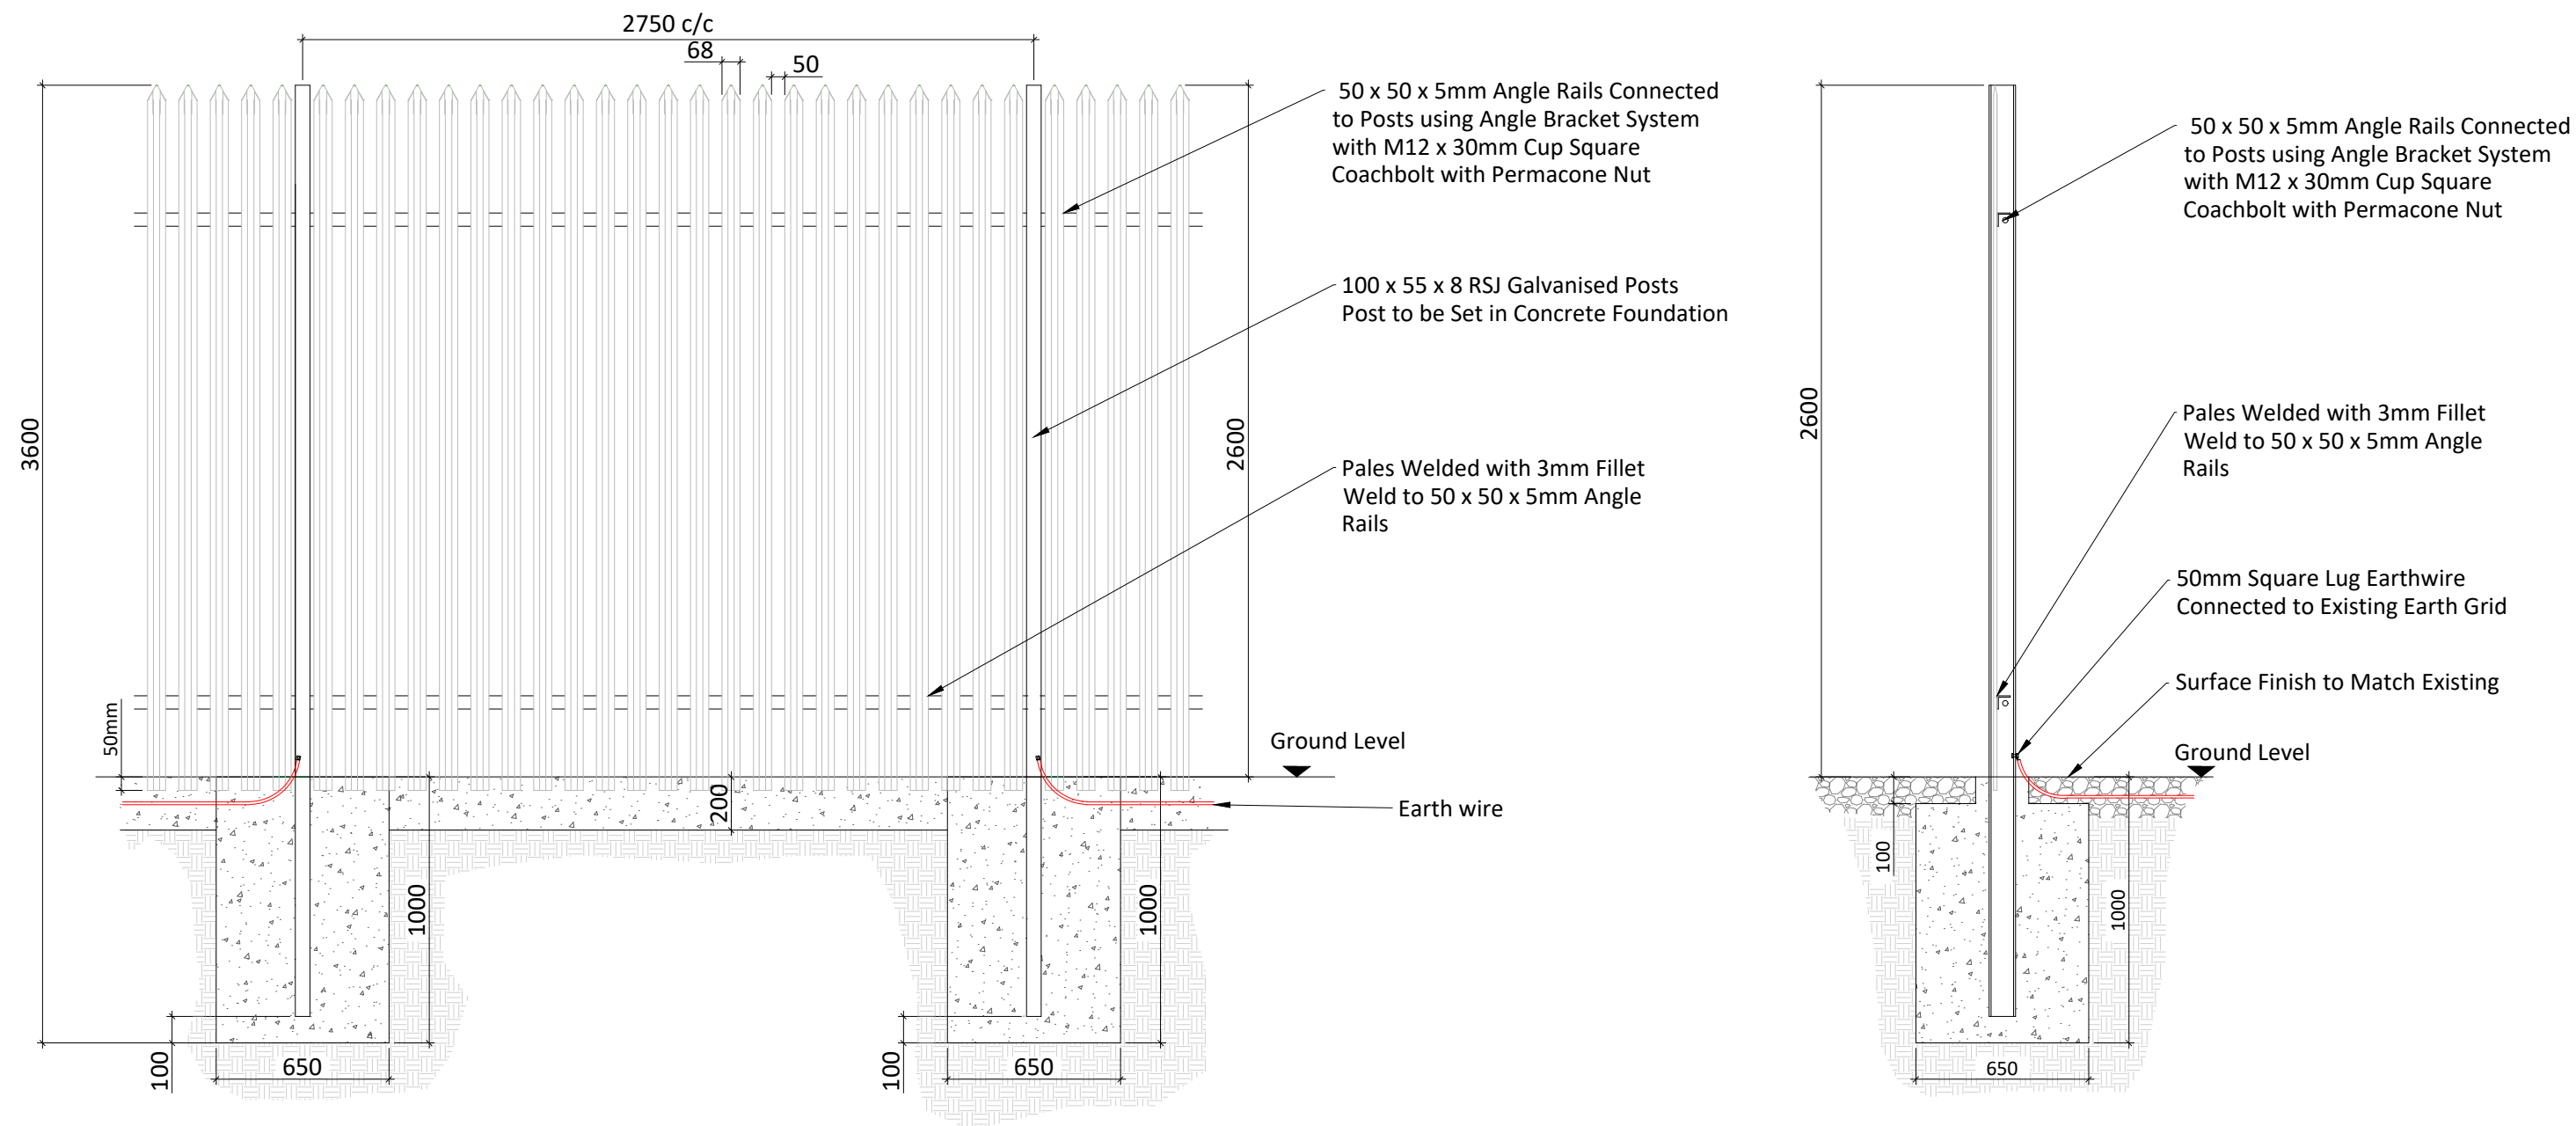 2750 c/c
68
50
50 x 50 x 5mm Angle Rails Connected
to Posts using Angle Bracket System
with M12 x 30mm Cup Square
Coachbolt with Permacone Nut
100 x 55 x 8 RSJ Galvanised Posts
Post to be Set in Concrete Foundation
Pales Welded with 3mm Fillet
Weld to 50 x 50 x 5mm Angle
Rails
3600
2600
50mm
Ground Level
200
Earth wire
1000
1000
100
650
100
650
50 x 50 x 5mm Angle Rails Connected
to Posts using Angle Bracket System
with M12 x 30mm Cup Square
Coachbolt with Permacone Nut
2600
Pales Welded with 3mm Fillet
Weld to 50 x 50 x 5mm Angle
Rails
50mm Square Lug Earthwire
Connected to Existing Earth Grid
Surface Finish to Match Existing
Ground Level
100
1000
650